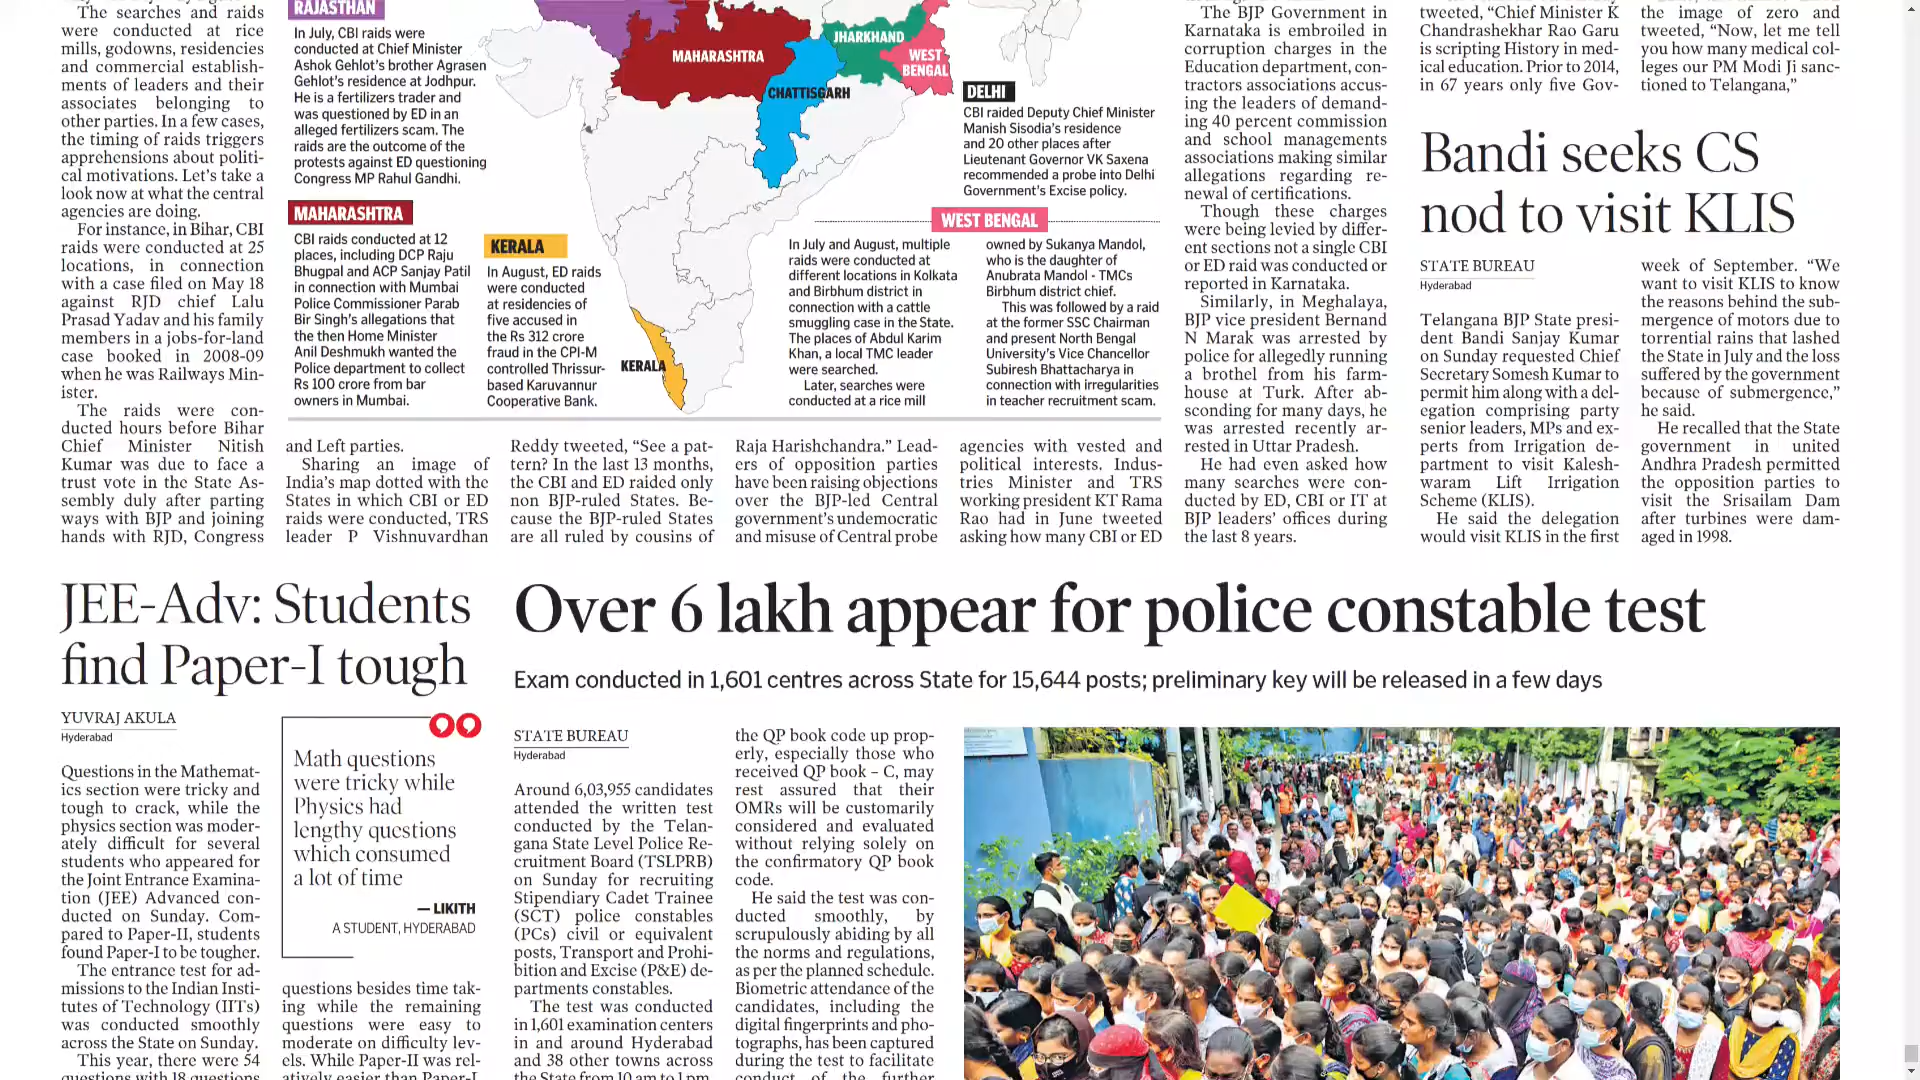 The searches and raids
were conducted at rice
mills, godowns, residencies
and commercial establish-
ments of leaders and their
associates belonging to
other parties. In a few cases,
the timing of raids triggers
apprehensions about politi-
cal motivations. Let's take a
look now at what the central
agencies are doing.
For instance, in Bihar, CBI
raids were conducted at 25
locations, in connection
with a case filed on May 18
against RJD chief Lalu
Prasad Yadav and his family
members in a jobs-for-land
case booked in 2008-09
when he was Railways Min-
ister.
The raids were con-
ducted hours before Bihar
Chief Minister Nitish
Kumar was due to face a
trust vote in the State As-
sembly duly after parting
ways with BJP and joining
hands with RJD, Congress
RAJASTHAN
In July, CBI raids were
conducted at Chief Minister
Ashok Gehlot's brother Agrasen
Gehlot's residence at Jodhpur.
He is a fertilizers trader and
was questioned by ED in an
alleged fertilizers scam. The
raids are the outcome of the
protests against ED questioning
Congress MP Rahul Gandhi.
MAHARASHTRA
CBI raids conducted at 12
places, including DCP Raju
Bhugpal and ACP Sanjay Patil
in connection with Mumbai
Police Commissioner Parab
Bir Singh's allegations that
the then Home Minister
Anil Deshmukh wanted the
Police department to collect
Rs 100 crore from bar
owners in Mumbai.
KERALA
In August, ED raids
were conducted
at residencies of
five accused in
the Rs 312 crore
fraud in the CPI-M
controlled Thrissur-
based Karuvannur
Cooperative Bank.
MAHARASHTRA
JHARKHAND
WEST
BENGAL
CHATTISGARH
KERALA
DELHI
CBI raided Deputy Chief Minister
Manish Sisodia's residence
and 20 other places after
Lieutenant Governor VK Saxena
recommended a probe into Delhi
Government's Excise policy.
WEST BENGAL
In July and August, multiple
raids were conducted at
different locations in Kolkata
and Birbhum district in
connection with a cattle
smuggling case in the State.
The places of Abdul Karim
Khan, a local TMC leader
were searched.
Later, searches were
conducted at a rice mill
owned by Sukanya Mandol,
who is the daughter of
Anubrata Mandol - TMCs
Birbhum district chief.
This was followed by a raid
at the former SSC Chairman
and present North Bengal
University's Vice Chancellor
Subiresh Bhattacharya in
connection with irregularities
in teacher recruitment scam.
and Left parties.
Sharing an image of
India's map dotted with the
States in which CBI or ED
raids were conducted, TRS
leader P Vishnuvardhan
Reddy tweeted, "See a pat-
tern? In the last 13 months,
the CBI and ED raided only
non BJP-ruled States. Be-
cause the BJP-ruled States
are all ruled by cousins of
Raja Harishchandra." Lead-
ers of opposition parties
have been raising objections
over the BJP-led Central
government's undemocratic
and misuse of Central probe
agencies with vested and
political interests. Indus-
tries Minister and TRS
working president KT Rama
Rao had in June tweeted
asking how many CBI or ED
The BJP Government in
Karnataka is embroiled in
corruption charges in the
Education department, con-
tractors associations accus-
ing the leaders of demand-
ing 40 percent commission
and school managements
associations making similar
allegations regarding re-
newal of certifications.
Though these charges
were being levied by differ-
ent sections not a single CBI
or ED raid was conducted or
reported in Karnataka.
Similarly, in Meghalaya,
BJP vice president Bernand
N Marak was arrested by
police for allegedly running
a brothel from his farm-
house at Turk. After ab-
sconding for many days, he
was arrested recently ar-
rested in Uttar Pradesh.
He had even asked how
many searches were con-
ducted by ED, CBI or IT at
BJP leaders' offices during
the last 8 years.
tweeted, "Chief Minister K
Chandrashekhar Rao Garu
is scripting History in med-
ical education. Prior to 2014,
in 67 years only five Gov-
the image of zero and
tweeted, "Now, let me tell
you how many medical col-
leges our PM Modi Ji sanc-
tioned to Telangana,"
Bandi seeks CS
nod to visit KLIS
STATE BUREAU
Hyderabad
Telangana BJP State presi-
dent Bandi Sanjay Kumar
on Sunday requested Chief
Secretary Somesh Kumar to
permit him along with a del-
egation comprising party
senior leaders, MPs and ex-
perts from Irrigation de-
partment to visit Kalesh-
waram Lift Irrigation
Scheme (KLIS).
He said the delegation
would visit KLIS in the first
week of September. "We
want to visit KLIS to know
the reasons behind the sub-
mergence of motors due to
torrential rains that lashed
the State in July and the loss
suffered by the government
because of submergence,"
he said.
He recalled that the State
government in united
Andhra Pradesh permitted
the opposition parties to
visit the Srisailam Dam
after turbines were dam-
aged in 1998.
JEE-Adv: Students
find Paper-I tough
YUVRAJ AKULA
Hyderabad
Questions in the Mathemat-
ics section were tricky and
tough to crack, while the
physics section was moder-
ately difficult for several
students who appeared for
the Joint Entrance Examina-
tion (JEE) Advanced con-
ducted on Sunday. Com-
pared to Paper-II, students
found Paper-I to be tougher.
The entrance test for ad-
missions to the Indian Insti-
tutes of Technology (IITs)
was conducted smoothly
across the State on Sunday.
This year, there were 54
questions with 18 questions
Math questions
were tricky while
Physics had
lengthy questions
which consumed
a lot of time
— LIKITH
A STUDENT, HYDERABAD
questions besides time tak-
ing while the remaining
questions were easy to
moderate on difficulty lev-
els. While Paper-II was rel-
atively easier than Paper-I,
Over 6 lakh appear for police constable test
Exam conducted in 1,601 centres across State for 15,644 posts; preliminary key will be released in a few days
STATE BUREAU
Hyderabad
Around 6,03,955 candidates
attended the written test
conducted by the Telan-
gana State Level Police Re-
cruitment Board (TSLPRB)
on Sunday for recruiting
Stipendiary Cadet Trainee
(SCT) police constables
(PCs) civil or equivalent
posts, Transport and Prohi-
bition and Excise (P&E) de-
partments constables.
The test was conducted
in 1,601 examination centers
in and around Hyderabad
and 38 other towns across
the State from 10 am to 1 pm.
the QP book code up prop-
erly, especially those who
received QP book – C, may
rest assured that their
OMRs will be customarily
considered and evaluated
without relying solely on
the confirmatory QP book
code.
He said the test was con-
ducted smoothly, by
scrupulously abiding by all
the norms and regulations,
as per the planned schedule.
Biometric attendance of the
candidates, including the
digital fingerprints and pho-
tographs, has been captured
during the test to facilitate
conduct of the further